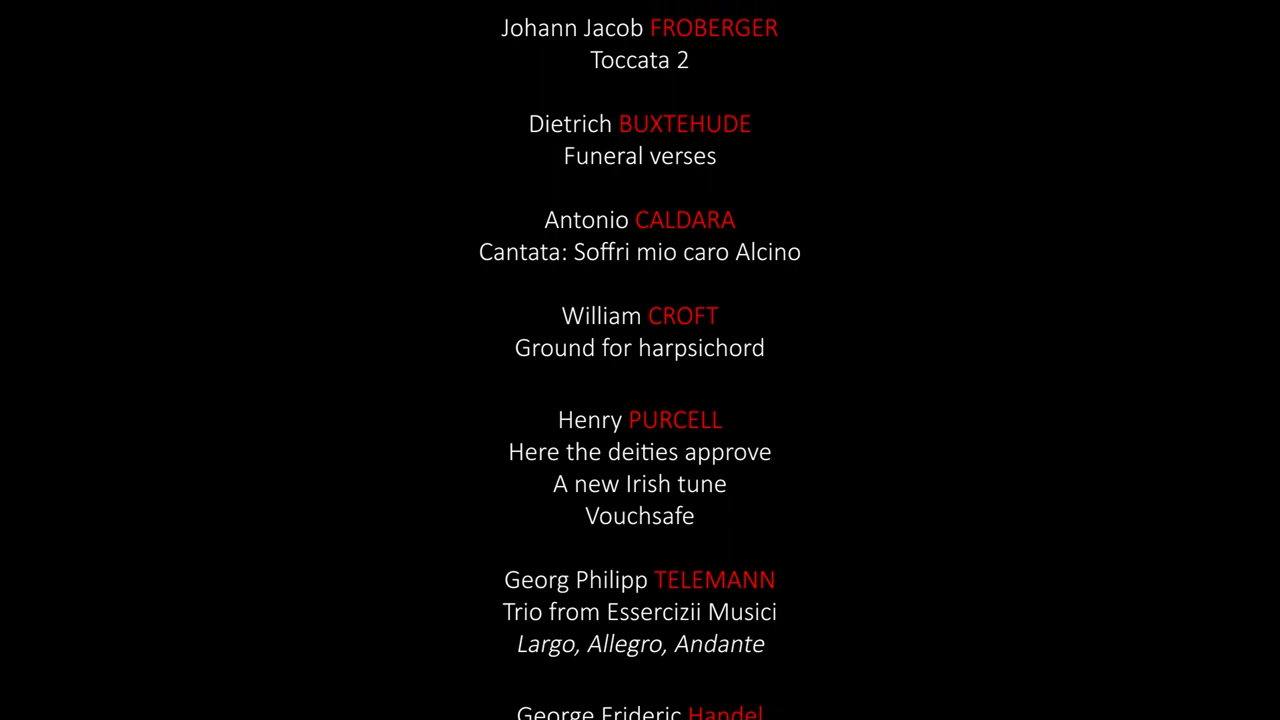 Johann Jacob FROBERGER
Toccata 2
Dietrich BUXTEHUDE
Funeral verses
Antonio CALDARA
Cantata: Soffri mio caro Alcino
William CROFT
Ground for harpsichord
Henry PURCELL
Here the deities approve
A new Irish tune
Vouchsafe
Georg Philipp TELEMANN
Trio from Essercizii Musici
Largo, Allegro, Andante
George Frideric Handel